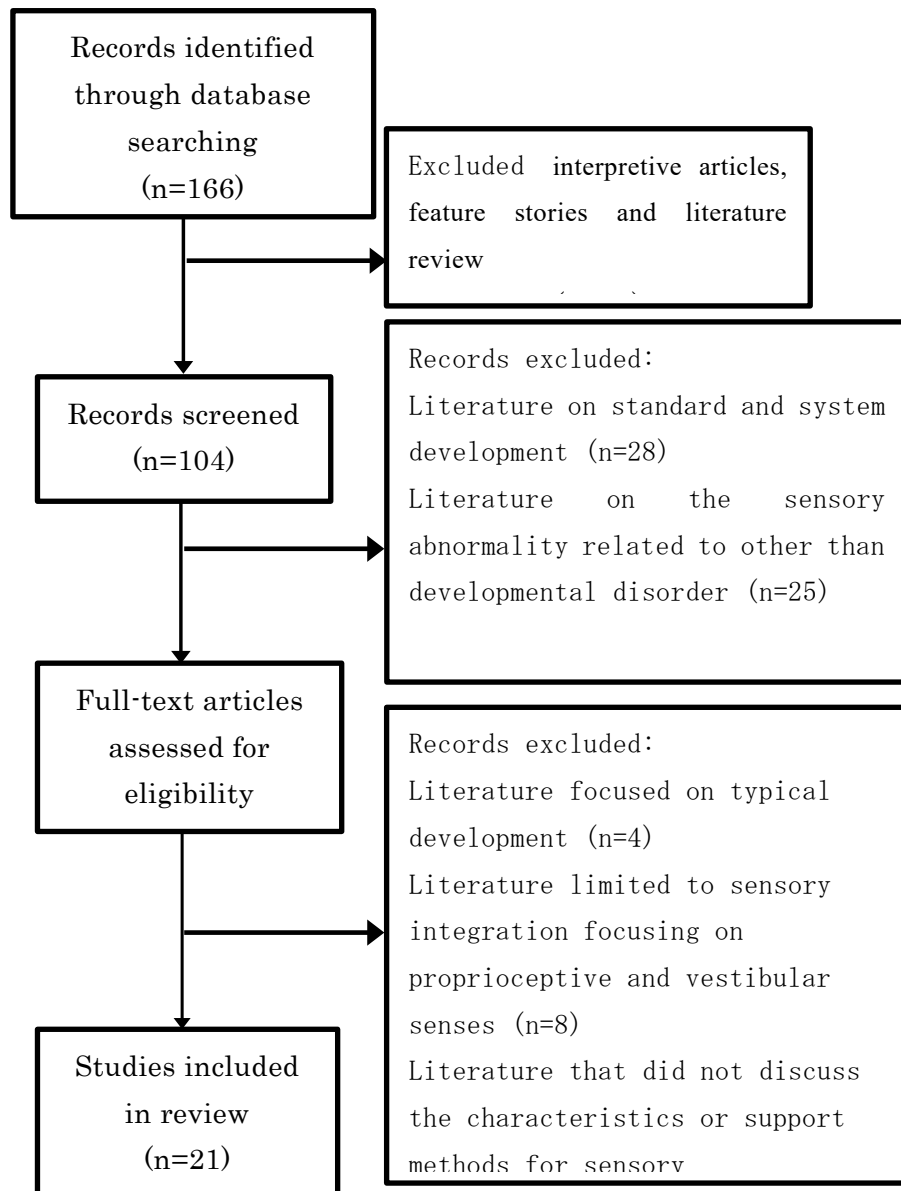 Records identified
through database
searching
(n=166)
Excluded interpretive articles,
feature stories and literature
review
Records screened
(n=104)
Records excluded:
Literature on standard and system
development (n=28)
Literature on the sensory
abnormality related to other than
developmental disorder (n=25)
Full-text articles
assessed for
eligibility
Records excluded:
Literature focused on typical
development (n=4)
Literature limited to sensory
integration focusing on
proprioceptive and vestibular
senses (n=8)
Literature that did not discuss
the characteristics or support
methods for sensory
Studies included
in review
(n=21)